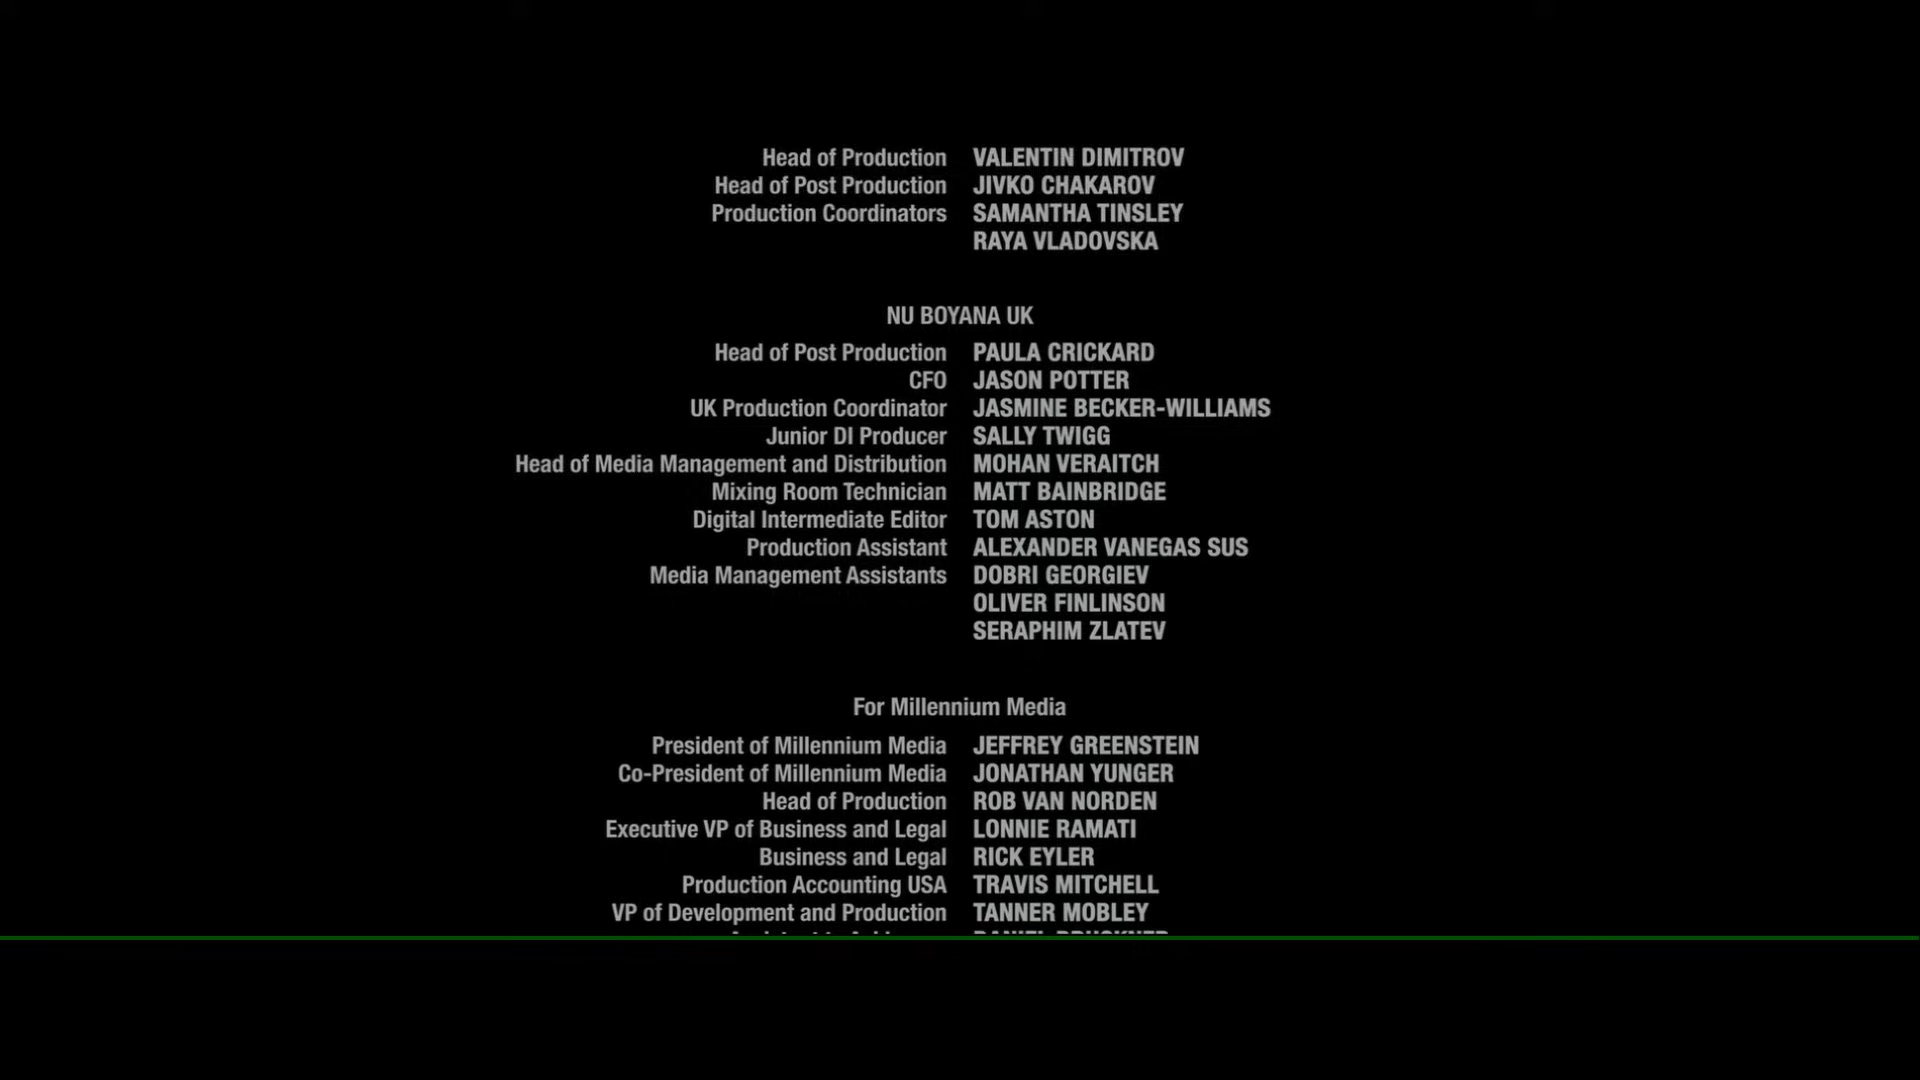 Head of Production VALENTIN DIMITROV
Head of Post Production JIVKO CHAKAROV
Production Coordinators SAMANTHA TINSLEY
RAYA VLADOVSKA
NU BOYANA UK
Head of Post Production PAULA CRICKARD
CFO JASON POTTER
UK Production Coordinator JASMINE BECKER-WILLIAMS
Junior DI Producer SALLY TWIGG
Head of Media Management and Distribution MOHAN VERAITCH
Mixing Room Technician MATT BAINBRIDGE
Digital Intermediate Editor TOM ASTON
Production Assistant ALEXANDER VANEGAS SUS
Media Management Assistants DOBRI GEORGIEV
OLIVER FINLINSON
SERAPHIM ZLATEV
For Millennium Media
President of Millennium Media JEFFREY GREENSTEIN
Co-President of Millennium Media JONATHAN YUNGER
Head of Production ROB VAN NORDEN
Executive VP of Business and Legal LONNIE RAMATI
Business and Legal RICK EYLER
Production Accounting USA TRAVIS MITCHELL
VP of Development and Production TANNER MOBLEY